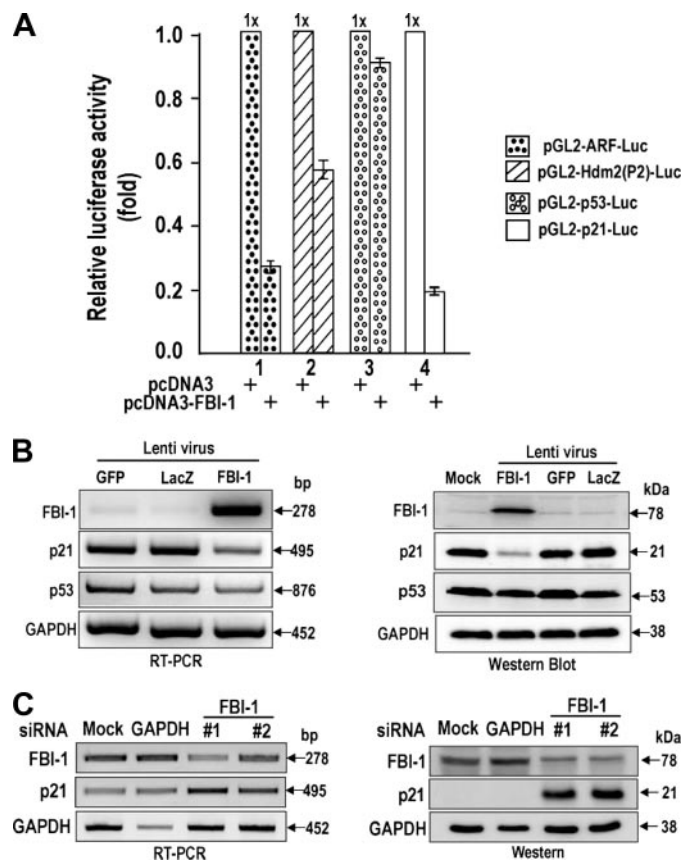 A
1x 1x 1x 1x
Relative luciferase activity
(fold)
1.0
0.8
0.6
0.4
0.2
0.0
pGL2-ARF-Luc
pGL2-Hdm2(P2)-Luc
pGL2-p53-Luc
pGL2-p21-Luc
1 2 3 4
pcDNA3 + + + +
pcDNA3-FBI-1 + + + +
B
Lenti virus
GFP LacZ FBI-1 bp
FBI-1 278
p21 495
p53 876
GAPDH 452
RT-PCR
Lenti virus
Mock FBI-1 GFP LacZ kDa
FBI-1 78
p21 21
p53 53
GAPDH 38
Western Blot
C
FBI-1
siRNA Mock GAPDH #1 #2 bp
FBI-1 278
p21 495
GAPDH 452
RT-PCR
FBI-1
siRNA Mock GAPDH #1 #2 kDa
FBI-1 78
p21 21
GAPDH 38
Western